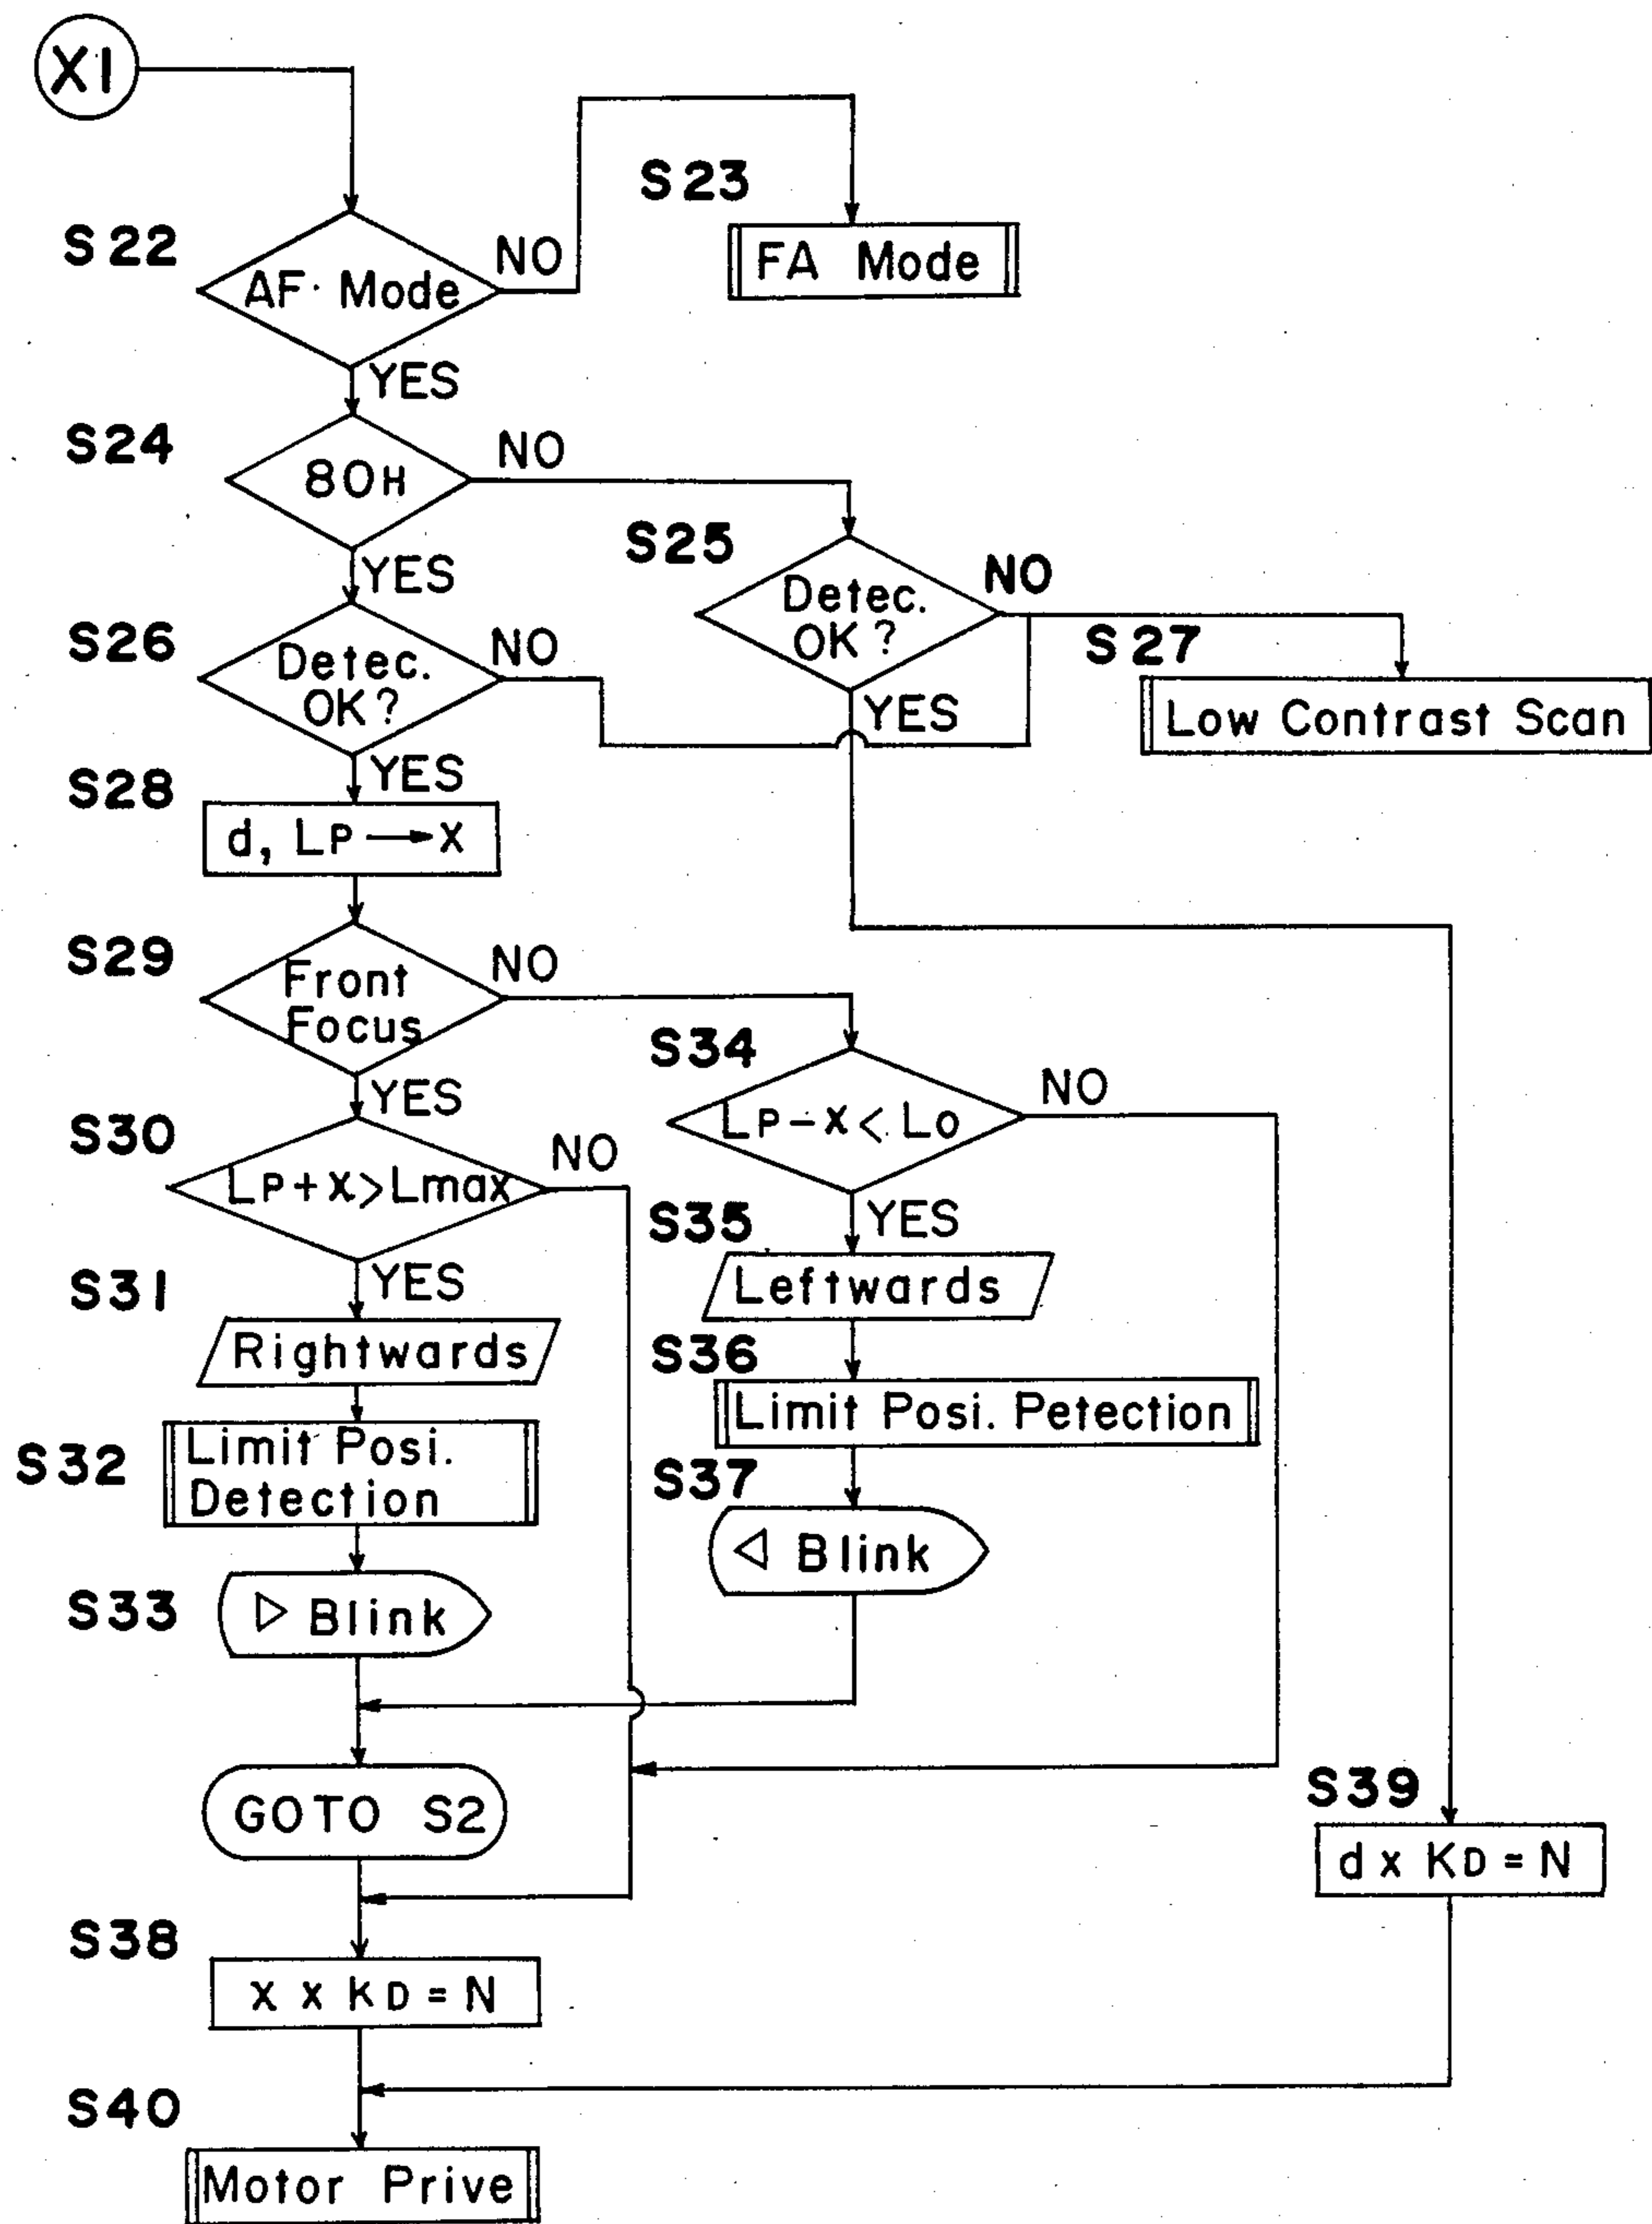 X1
S22
AF Mode
NO
S23
FA Mode
YES
S24
80H
NO
YES
S25
Detec.
OK?
NO
S26
Detec.
OK?
NO
YES
S27
Low Contrast Scan
YES
S28
d, LP → X
S29
Front
Focus
NO
YES
S34
LP-X < LO
NO
S30
LP+X>Lmax
NO
YES
S35
Leftwards
YES
S31
Rightwards
S36
Limit Posi. Petection
S32
Limit Posi.
Detection
S37
◁ Blink
S33
▷ Blink
GOTO S2
S39
d x KD = N
S38
X x KD = N
S40
Motor Prive